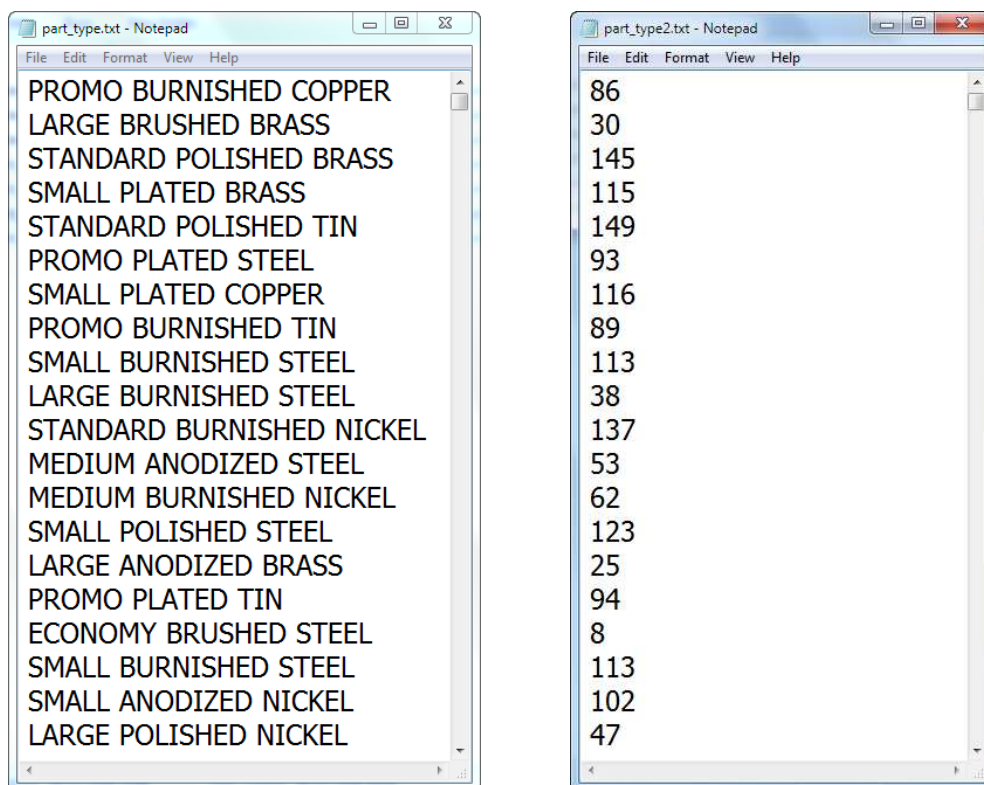 part_type.txt - Notepad
File Edit Format View Help
PROMO BURNISHED COPPER
LARGE BRUSHED BRASS
STANDARD POLISHED BRASS
SMALL PLATED BRASS
STANDARD POLISHED TIN
PROMO PLATED STEEL
SMALL PLATED COPPER
PROMO BURNISHED TIN
SMALL BURNISHED STEEL
LARGE BURNISHED STEEL
STANDARD BURNISHED NICKEL
MEDIUM ANODIZED STEEL
MEDIUM BURNISHED NICKEL
SMALL POLISHED STEEL
LARGE ANODIZED BRASS
PROMO PLATED TIN
ECONOMY BRUSHED STEEL
SMALL BURNISHED STEEL
SMALL ANODIZED NICKEL
LARGE POLISHED NICKEL
part_type2.txt - Notepad
File Edit Format View Help
86
30
145
115
149
93
116
89
113
38
137
53
62
123
25
94
8
113
102
47